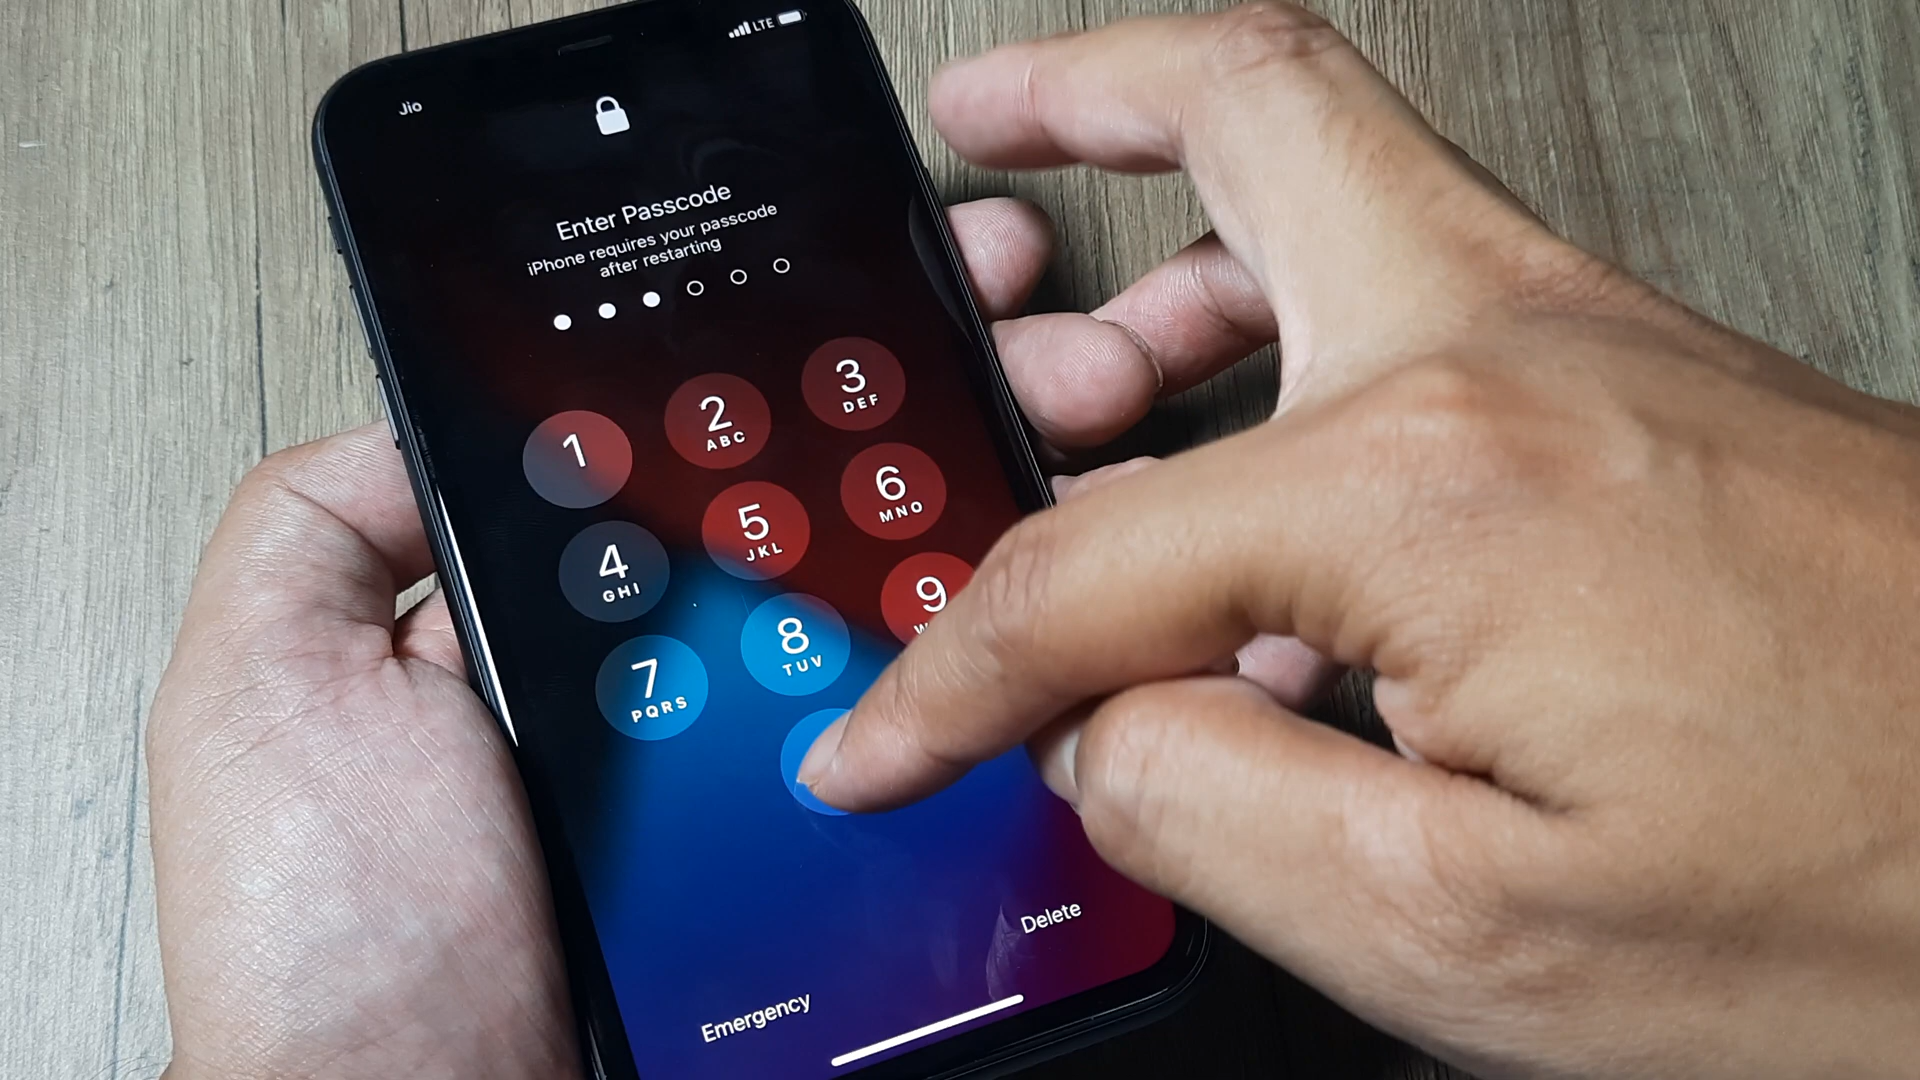 LTE
Jio
Enter Passcode
iPhone requires your passcode
after restarting
1
2
ABC
3
DEF
4
GHI
5
JKL
6
MNO
7
PQRS
8
TUV
9
W
Emergency
Delete